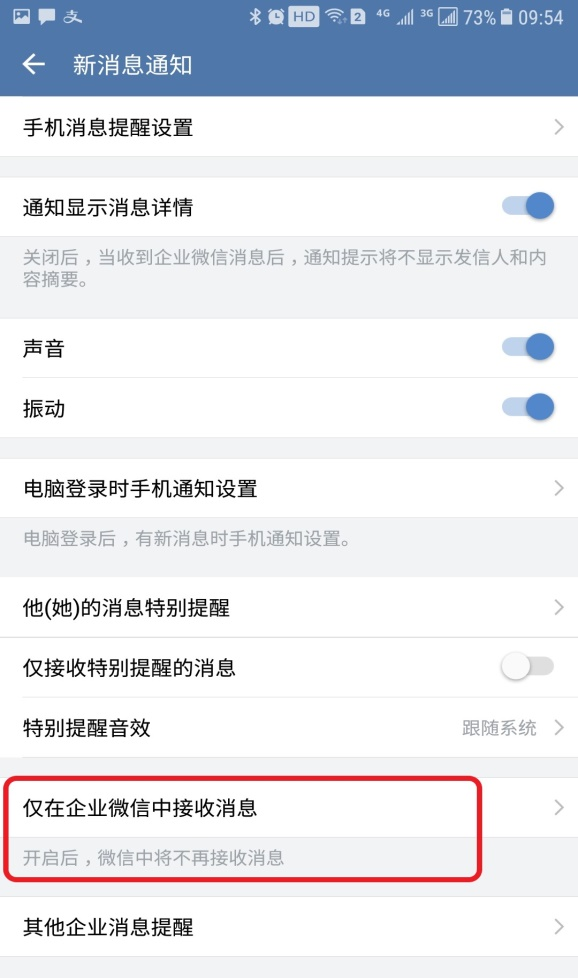 支 HD 2 4G 3G 73% 09:54
新消息通知
手机消息提醒设置
通知显示消息详情
关闭后，当收到企业微信消息后，通知提示将不显示发信人和内
容摘要。
声音
振动
电脑登录时手机通知设置
电脑登录后，有新消息时手机通知设置。
他(她)的消息特别提醒
仅接收特别提醒的消息
特别提醒音效 跟随系统
仅在企业微信中接收消息
开启后，微信中将不再接收消息
其他企业消息提醒